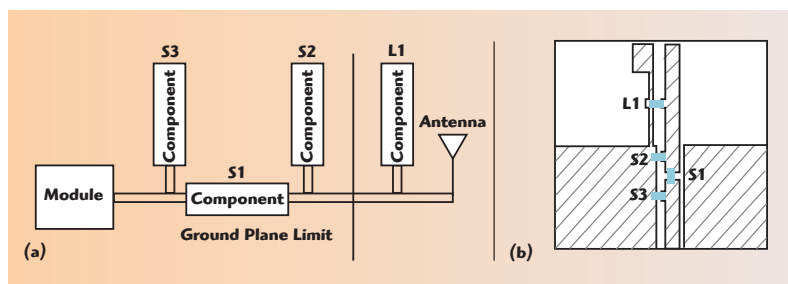 S3
S2
L1
Component
Component
Component
Antenna
S1
Module
Component
Ground Plane Limit
(a)
L1
S2
S1
S3
(b)